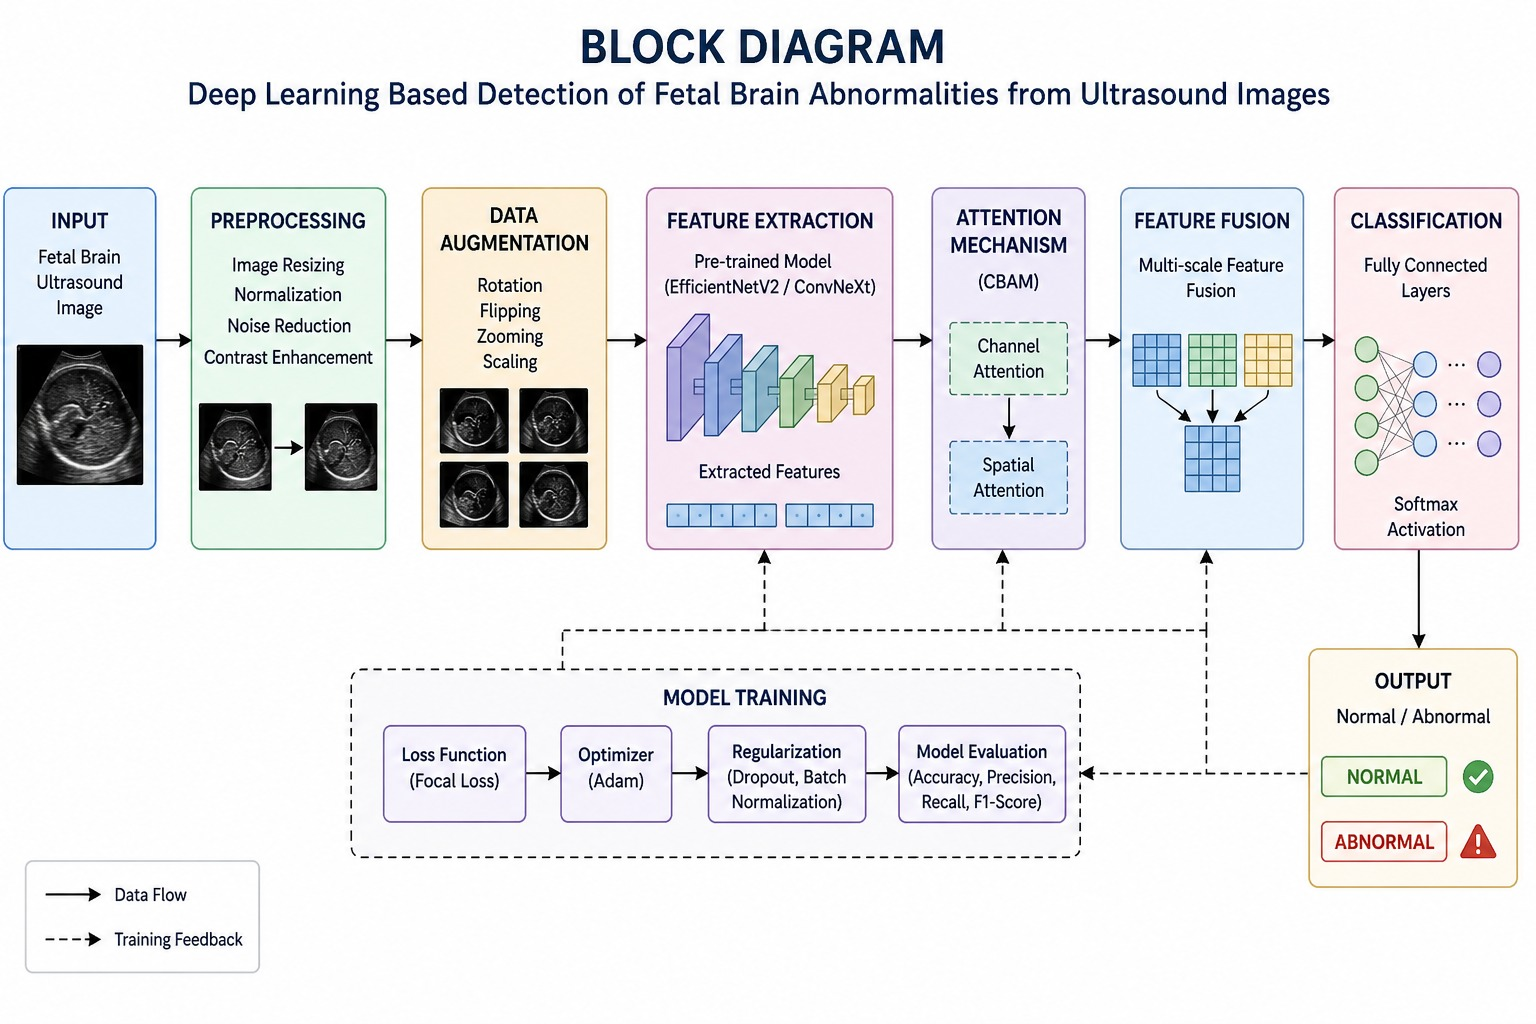 BLOCK DIAGRAM
Deep Learning Based Detection of Fetal Brain Abnormalities from Ultrasound Images
INPUT
Fetal Brain
Ultrasound
Image
PREPROCESSING
Image Resizing
Normalization
Noise Reduction
Contrast Enhancement
DATA
AUGMENTATION
Rotation
Flipping
Zooming
Scaling
FEATURE EXTRACTION
Pre-trained Model
(EfficientNetV2 / ConvNeXt)
Extracted Features
ATTENTION
MECHANISM
(CBAM)
Channel
Attention
Spatial
Attention
FEATURE FUSION
Multi-scale Feature
Fusion
CLASSIFICATION
Fully Connected
Layers
Softmax
Activation
MODEL TRAINING
Loss Function
(Focal Loss)
Optimizer
(Adam)
Regularization
(Dropout, Batch
Normalization)
Model Evaluation
(Accuracy, Precision,
Recall, F1-Score)
OUTPUT
Normal / Abnormal
NORMAL
ABNORMAL
Data Flow
Training Feedback